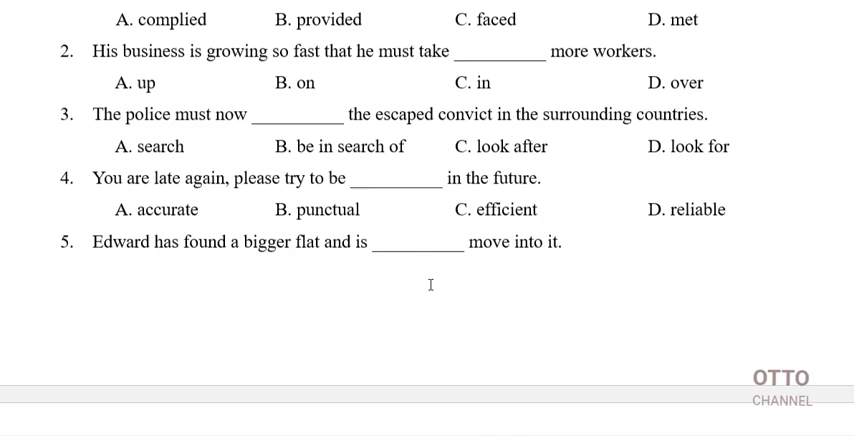 A. complied B. provided C. faced D. met
2. His business is growing so fast that he must take __________ more workers.
A. up B. on C. in D. over
3. The police must now __________ the escaped convict in the surrounding countries.
A. search B. be in search of C. look after D. look for
4. You are late again, please try to be __________ in the future.
A. accurate B. punctual C. efficient D. reliable
5. Edward has found a bigger flat and is __________ move into it.
OTTO
CHANNEL